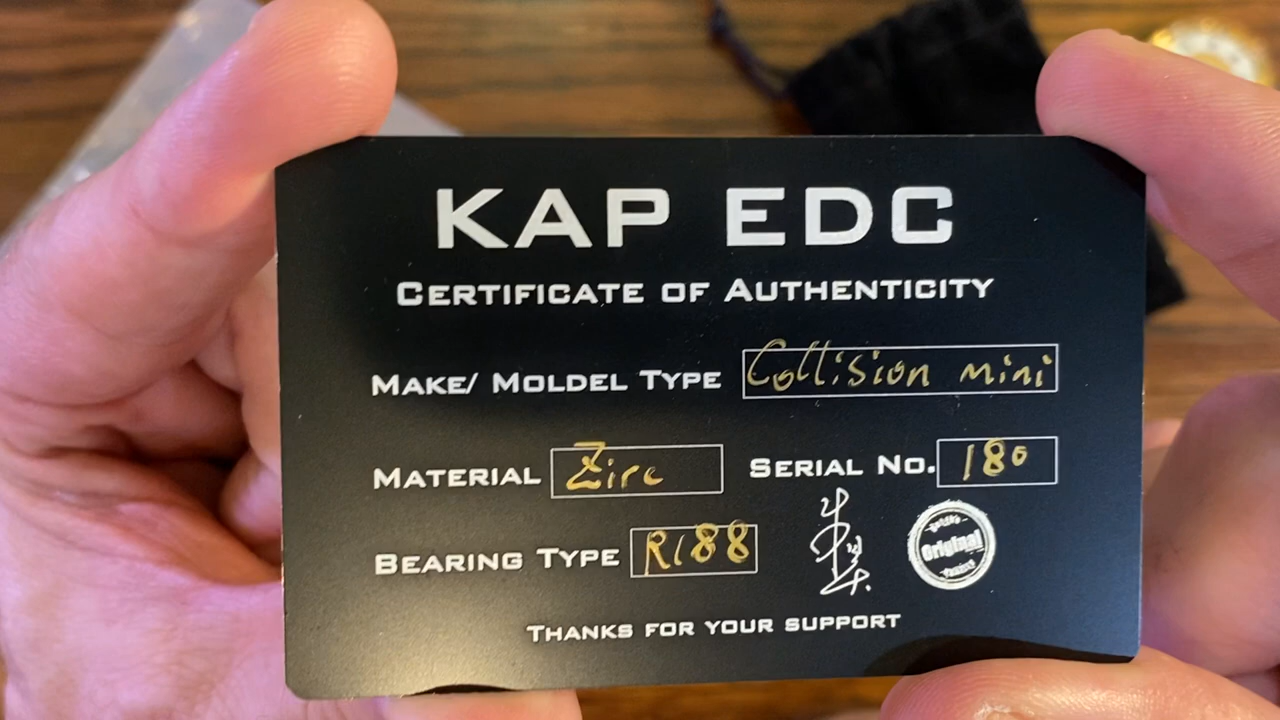 KAP EDC
CERTIFICATE OF AUTHENTICITY
MAKE/ MOLDEL TYPE Collision mini
MATERIAL Zirc SERIAL NO. 180
BEARING TYPE R188
Original
THANKS FOR YOUR SUPPORT